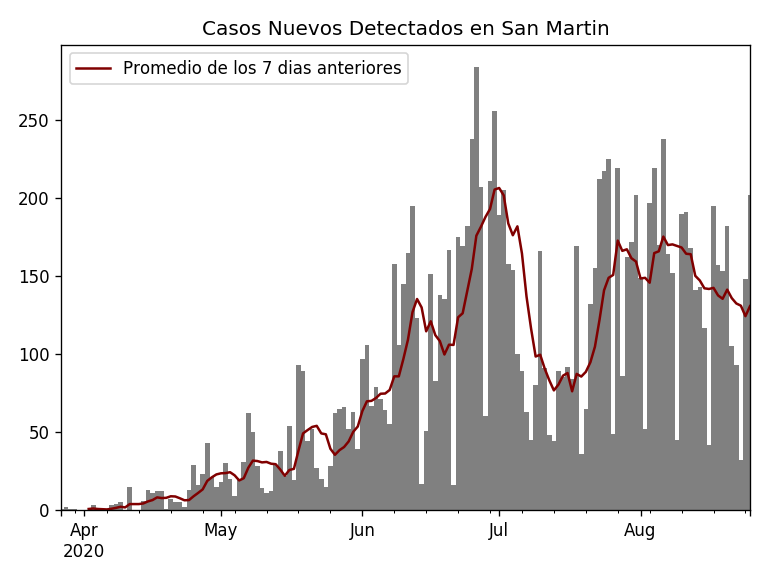 Casos Nuevos Detectados en San Martin
Promedio de los 7 dias anteriores
250
200
150
100
50
0
Apr May Jun Jul Aug
2020